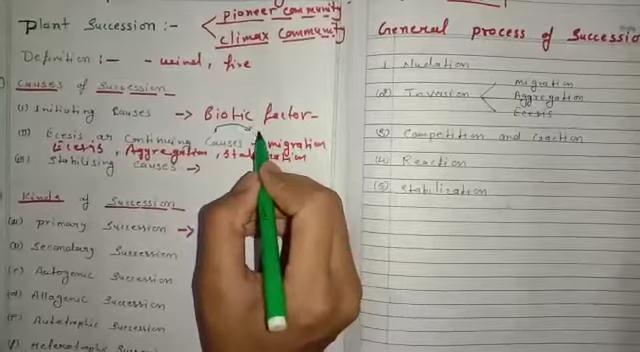 Plant Succession :-
pioneer community
climax community
Definition :- - wind, fire
Causes of Succession
(i) Initiating Causes → Biotic factor-
(ii) Ecesis or Continuing Causes migration
Ecesis, Aggregation,
(iii) Stabilising Causes →
Kinds of Succession
(a) primary Succession →
(b) Secondary Succession
(c) Autogenic Succession
(d) Allogenic Succession
Autotrophic Succession
General process of Successio
1. Nudation
(2) Invasion
migration
Aggregation
Ecesis
(3) Competition and Coaction
(4) Reaction
(5) Stabilization